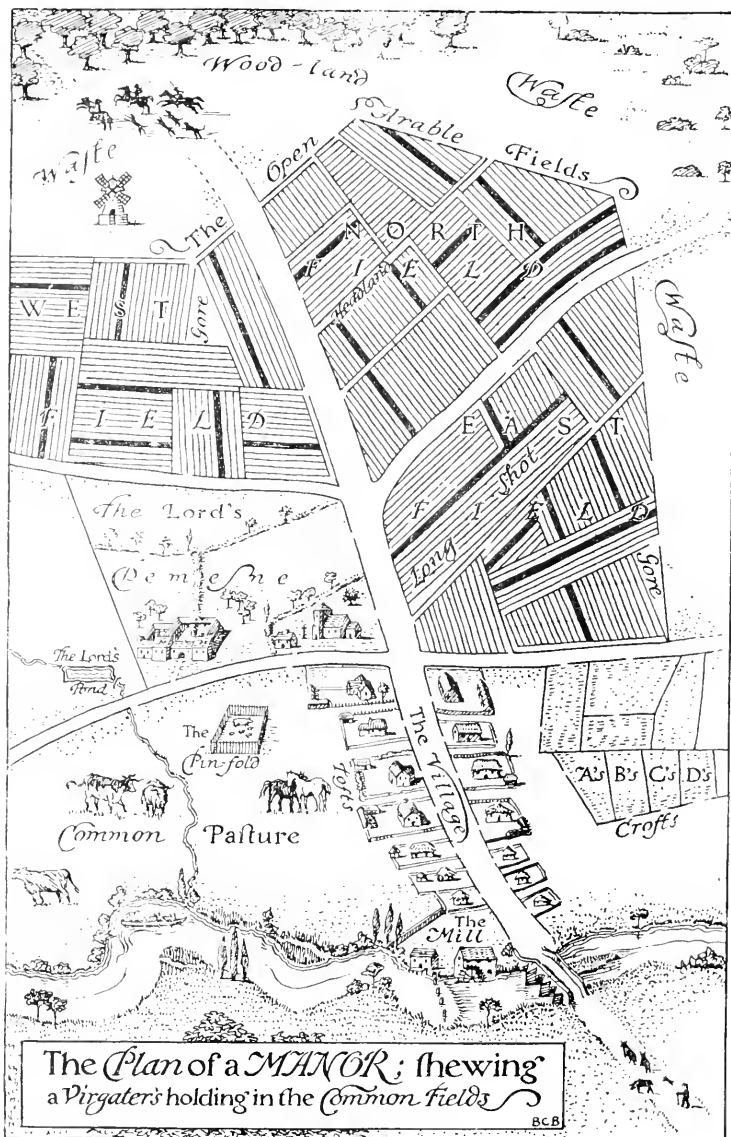 Wood-land
Waſte
Waſte
The Open Arable Fields
NORTH
FIELD
Headland
WEST
Gore
FIELD
Waſte
EAST
Long Shot
FIELD
Gore
The Lord's
Demeſne
The Lord's
Pond
The
Pin-fold
Tofts
The Village
A's B's C's D's
Crofts
Common Paſture
The
Mill
The Plan of a MANOR; ſhewing
a Virgater's holding in the Common Fields
BCB